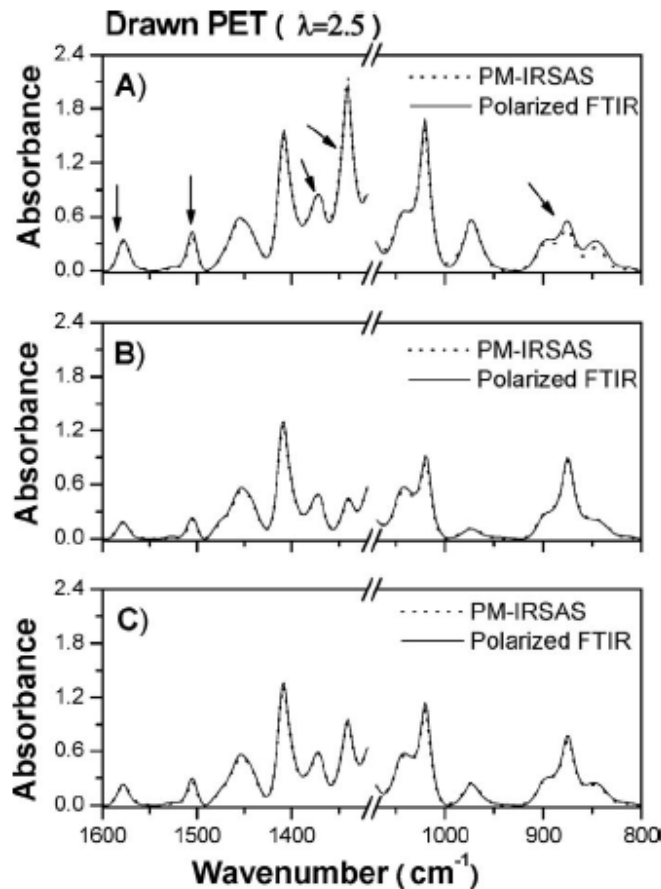 Drawn PET ( λ=2.5)
A)
PM-IRSAS
Polarized FTIR
Absorbance
2.4
1.8
1.2
0.6
0.0
B)
PM-IRSAS
Polarized FTIR
Absorbance
2.4
1.8
1.2
0.6
0.0
C)
PM-IRSAS
Polarized FTIR
Absorbance
2.4
1.8
1.2
0.6
0.0
1600 1500 1400 1000 900 800
Wavenumber ( cm⁻¹)